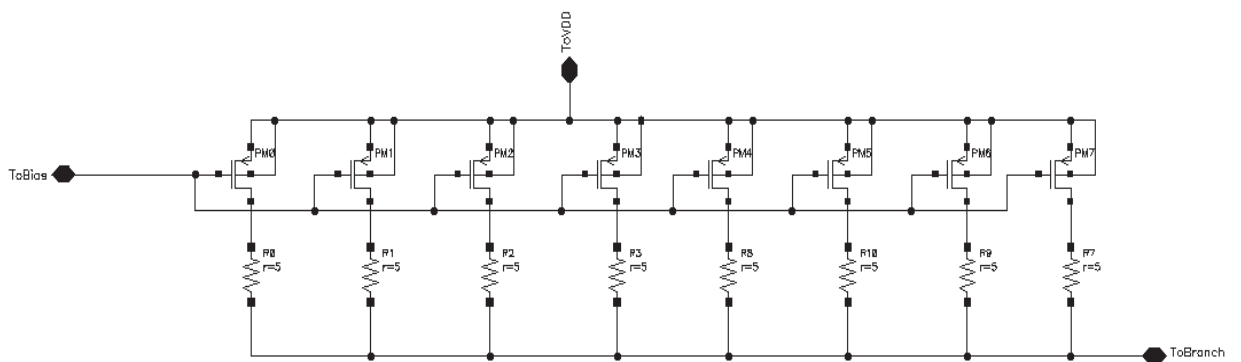 ToVDD
PM0
PM1
PM2
PM3
PM4
PM5
PM6
PM7
ToBias
R0
r=5
R1
r=5
R2
r=5
R3
r=5
R8
r=5
R10
r=5
R9
r=5
R7
r=5
ToBranch